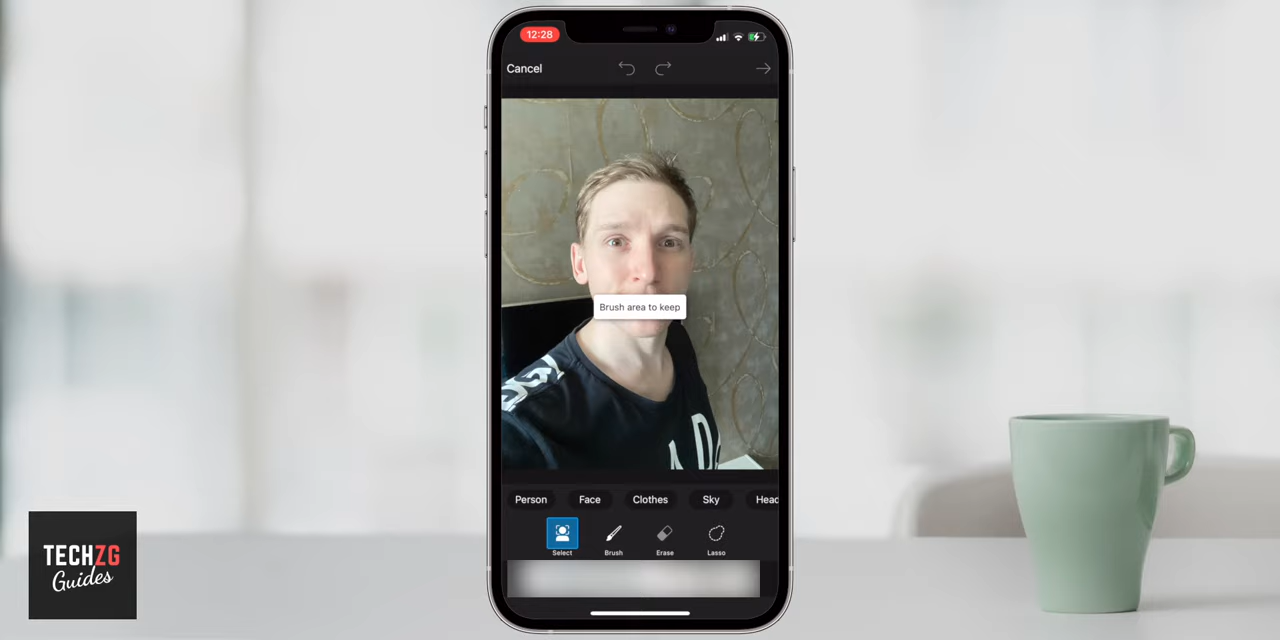 12:28
Cancel
Brush area to keep
Person Face Clothes Sky Head
Select Brush Erase Lasso
TECHZG
Guides